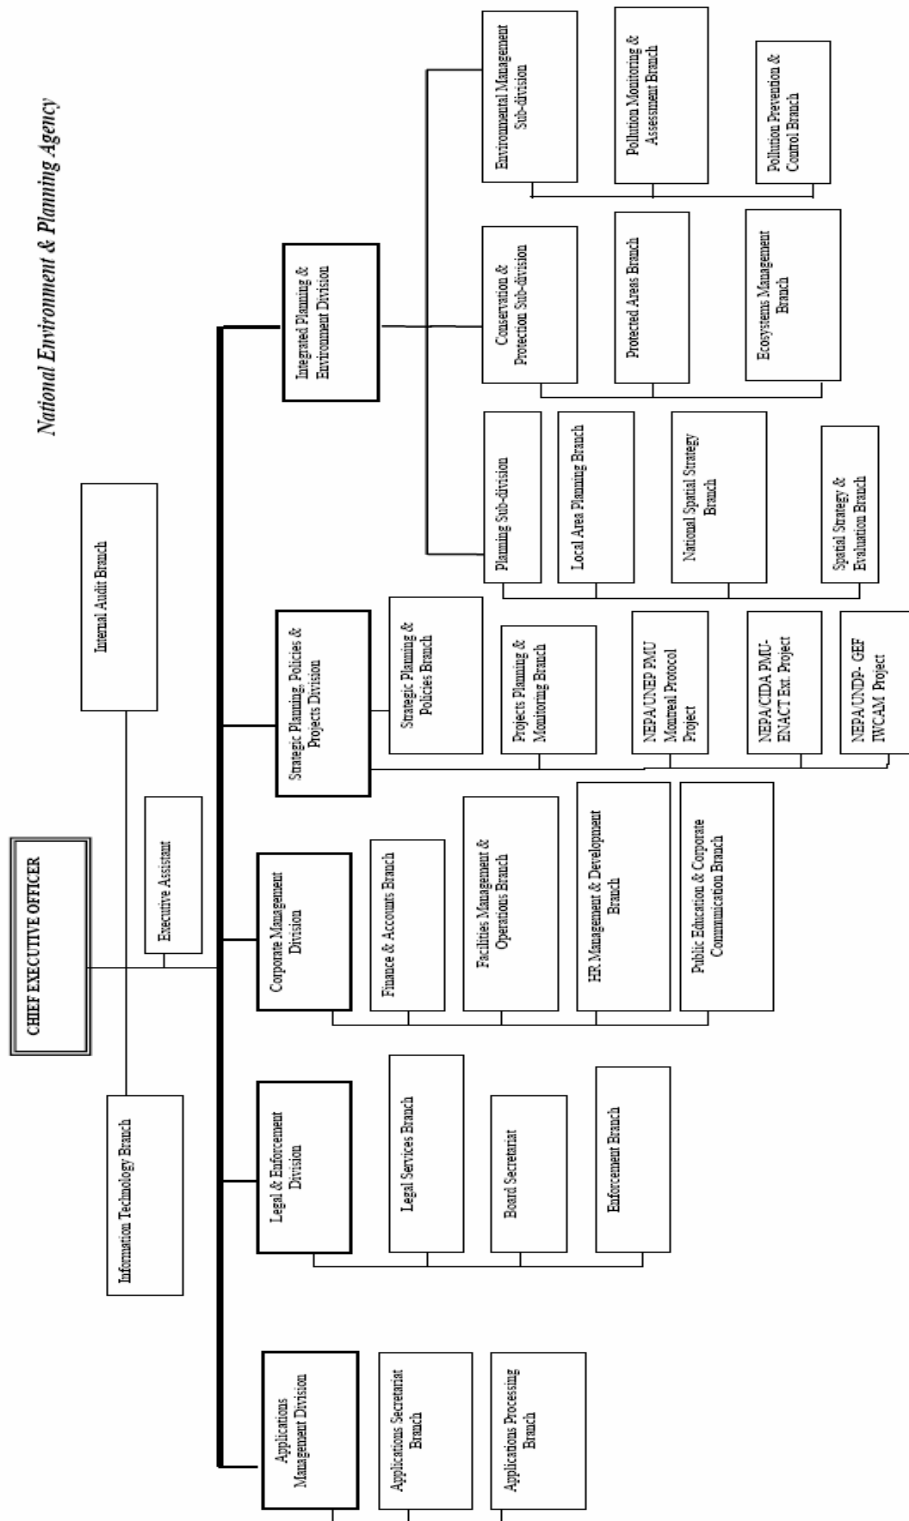 National Environment & Planning Agency
CHIEF EXECUTIVE OFFICER
Information Technology Branch
Internal Audit Branch
Executive Assistant
Applications
Management Division
Applications Secretariat
Branch
Applications Processing
Branch
Legal & Enforcement
Division
Legal Services Branch
Board Secretariat
Enforcement Branch
Corporate Management
Division
Finance & Accounts Branch
Facilities Management &
Operations Branch
HR Management & Development
Branch
Public Education & Corporate
Communication Branch
Strategic Planning, Policies &
Projects Division
Strategic Planning &
Policies Branch
Projects Planning &
Monitoring Branch
NEPA/UNEP PMU
Montreal Protocol
Project
NEPA/CIDA PMU-
ENACT Ext. Project
NEPA/UNDP- GEF
IWCAM Project
Integrated Planning &
Environment Division
Planning Sub-division
Local Area Planning Branch
National Spatial Strategy
Branch
Spatial Strategy &
Evaluation Branch
Conservation &
Protection Sub-division
Protected Areas Branch
Ecosystems Management
Branch
Environmental Management
Sub-division
Pollution Monitoring &
Assessment Branch
Pollution Prevention &
Control Branch